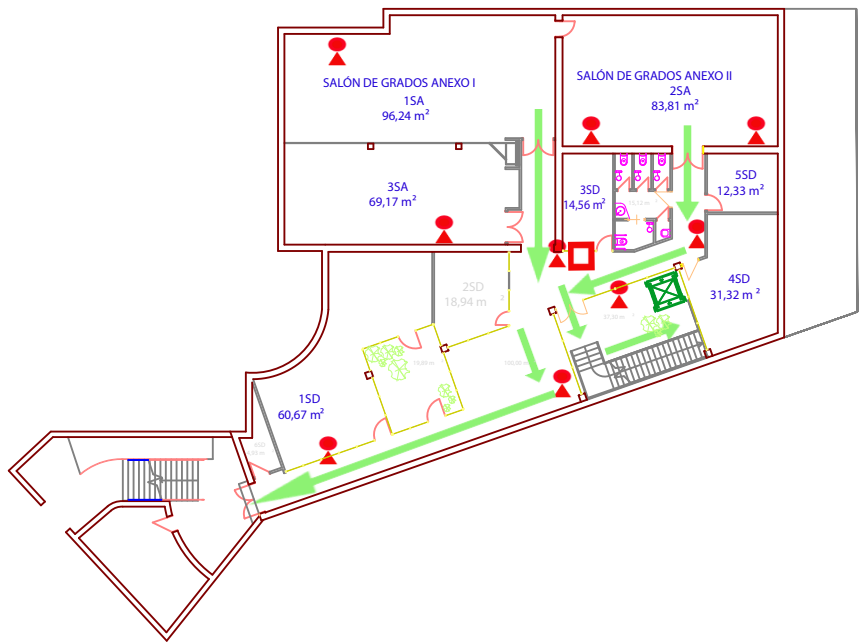 SALÓN DE GRADOS ANEXO I
1SA
96,24 m²
SALÓN DE GRADOS ANEXO II
2SA
83,81 m²
3SA
69,17 m²
3SD
14,56 m²
5SD
12,33 m²
2SD
18,94 m ²
4SD
31,32 m ²
1SD
60,67 m²